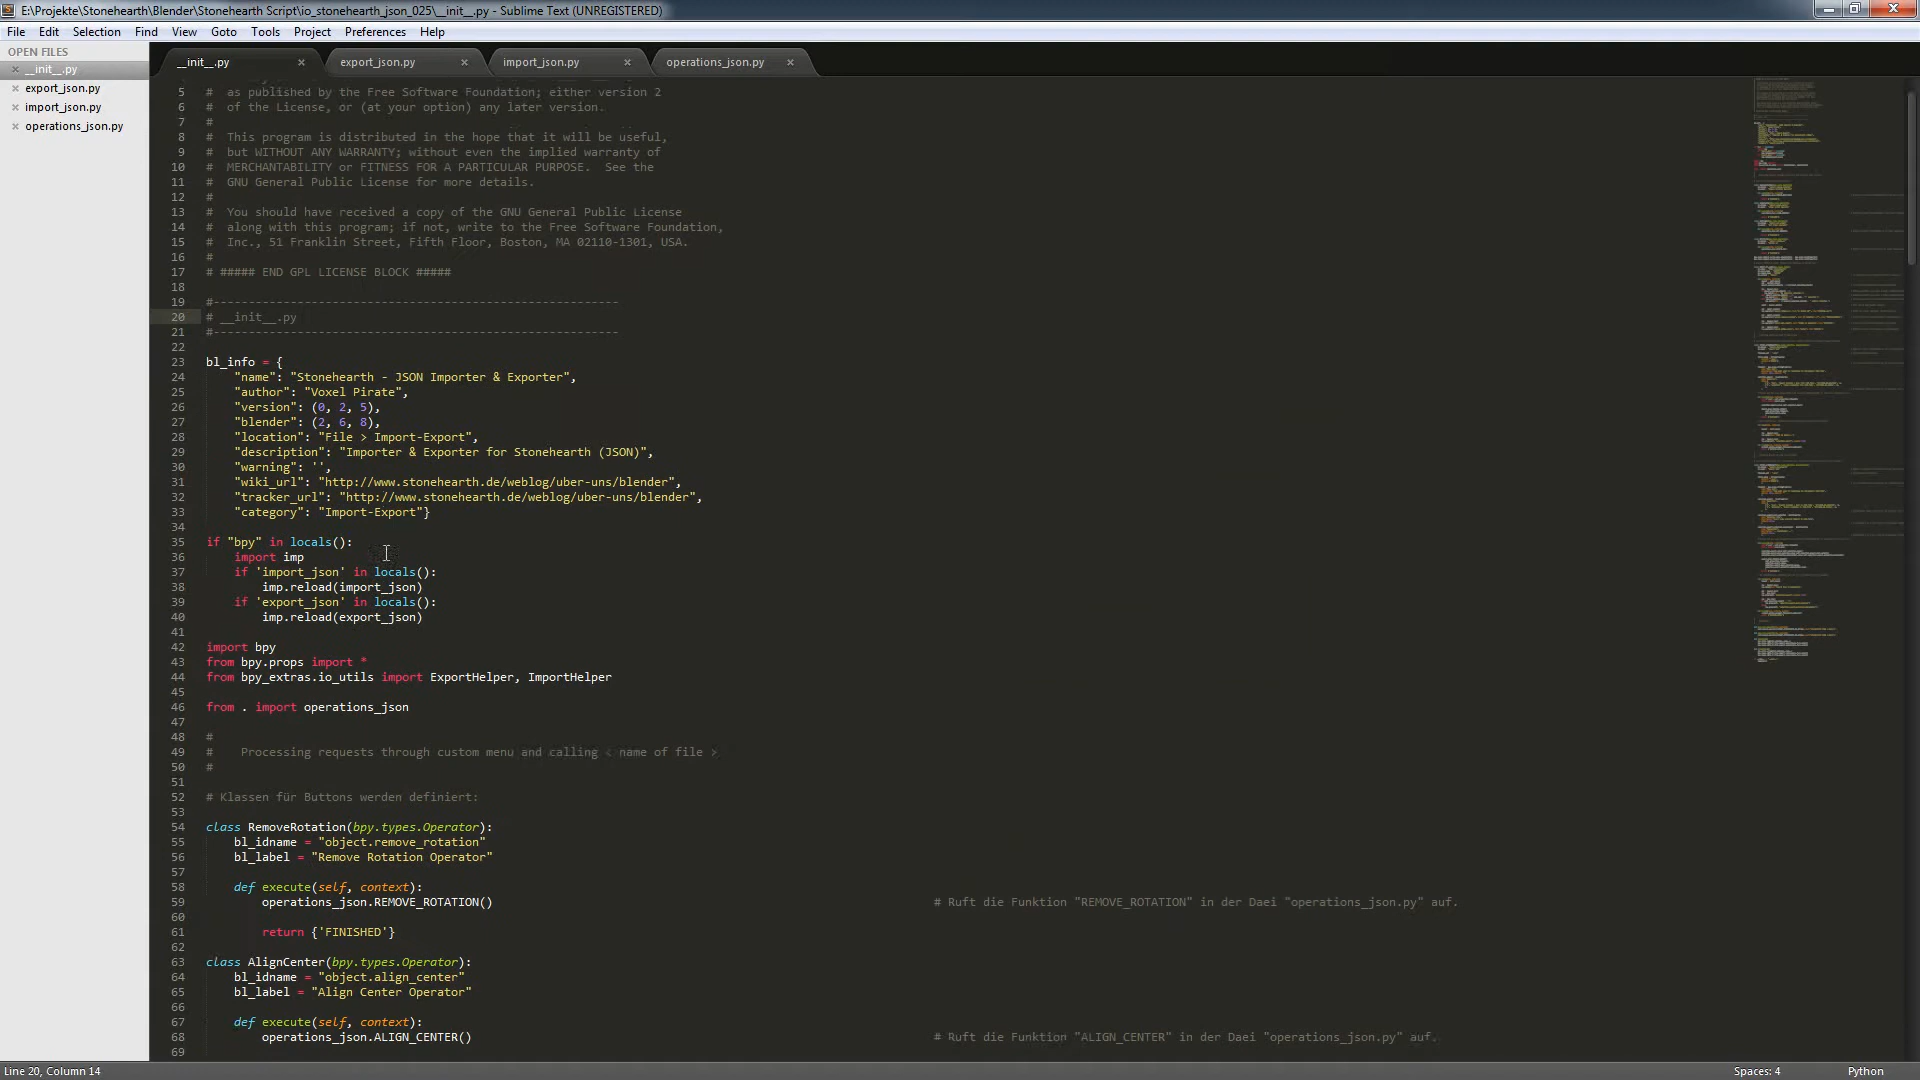 E:\Projekte\Stonehearth\Blender\Stonehearth Script\io_stonehearth_json_025\__init__.py - Sublime Text (UNREGISTERED)
File Edit Selection Find View Goto Tools Project Preferences Help
OPEN FILES
__init__.py
export_json.py
import_json.py
operations_json.py
__init__.py export_json.py import_json.py operations_json.py
5 #  as published by the Free Software Foundation; either version 2
6 #  of the License, or (at your option) any later version.
7 #
8 #  This program is distributed in the hope that it will be useful,
9 #  but WITHOUT ANY WARRANTY; without even the implied warranty of
10 #  MERCHANTABILITY or FITNESS FOR A PARTICULAR PURPOSE.  See the
11 #  GNU General Public License for more details.
12 #
13 #  You should have received a copy of the GNU General Public License
14 #  along with this program; if not, write to the Free Software Foundation,
15 #  Inc., 51 Franklin Street, Fifth Floor, Boston, MA 02110-1301, USA.
16 #
17 # ##### END GPL LICENSE BLOCK #####
18
19 #----------------------------------------------------------
20 # __init__.py
21 #----------------------------------------------------------
22
23 bl_info = {
24     "name": "Stonehearth - JSON Importer & Exporter",
25     "author": "Voxel Pirate",
26     "version": (0, 2, 5),
27     "blender": (2, 6, 8),
28     "location": "File > Import-Export",
29     "description": "Importer & Exporter for Stonehearth (JSON)",
30     "warning": '',
31     "wiki_url": "http://www.stonehearth.de/weblog/uber-uns/blender",
32     "tracker_url": "http://www.stonehearth.de/weblog/uber-uns/blender",
33     "category": "Import-Export"}
34
35 if "bpy" in locals():
36     import imp
37     if 'import_json' in locals():
38         imp.reload(import_json)
39     if 'export_json' in locals():
40         imp.reload(export_json)
41
42 import bpy
43 from bpy.props import *
44 from bpy_extras.io_utils import ExportHelper, ImportHelper
45
46 from . import operations_json
47
48 #
49 #    Processing requests through custom menu and calling < name of file >
50 #
51
52 # Klassen für Buttons werden definiert:
53
54 class RemoveRotation(bpy.types.Operator):
55     bl_idname = "object.remove_rotation"
56     bl_label = "Remove Rotation Operator"
57
58     def execute(self, context):
59         operations_json.REMOVE_ROTATION() # Ruft die Funktion "REMOVE_ROTATION" in der Daei "operations_json.py" auf.
60
61         return {'FINISHED'}
62
63 class AlignCenter(bpy.types.Operator):
64     bl_idname = "object.align_center"
65     bl_label = "Align Center Operator"
66
67     def execute(self, context):
68         operations_json.ALIGN_CENTER() # Ruft die Funktion "ALIGN_CENTER" in der Daei "operations_json.py" auf.
69
Line 20, Column 14 Spaces: 4 Python